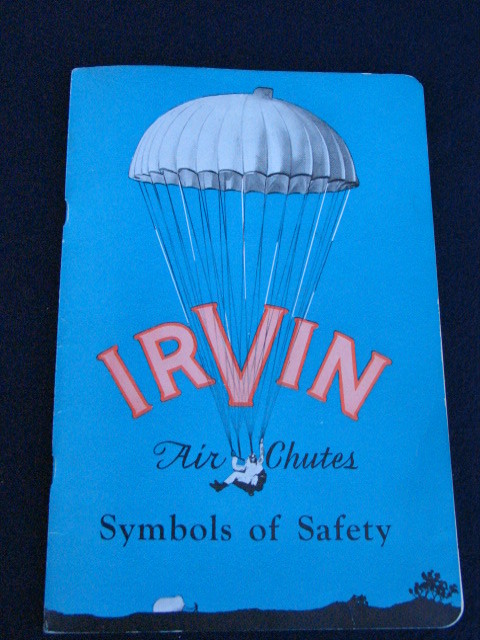 IRVIN
Air Chutes
Symbols of Safety